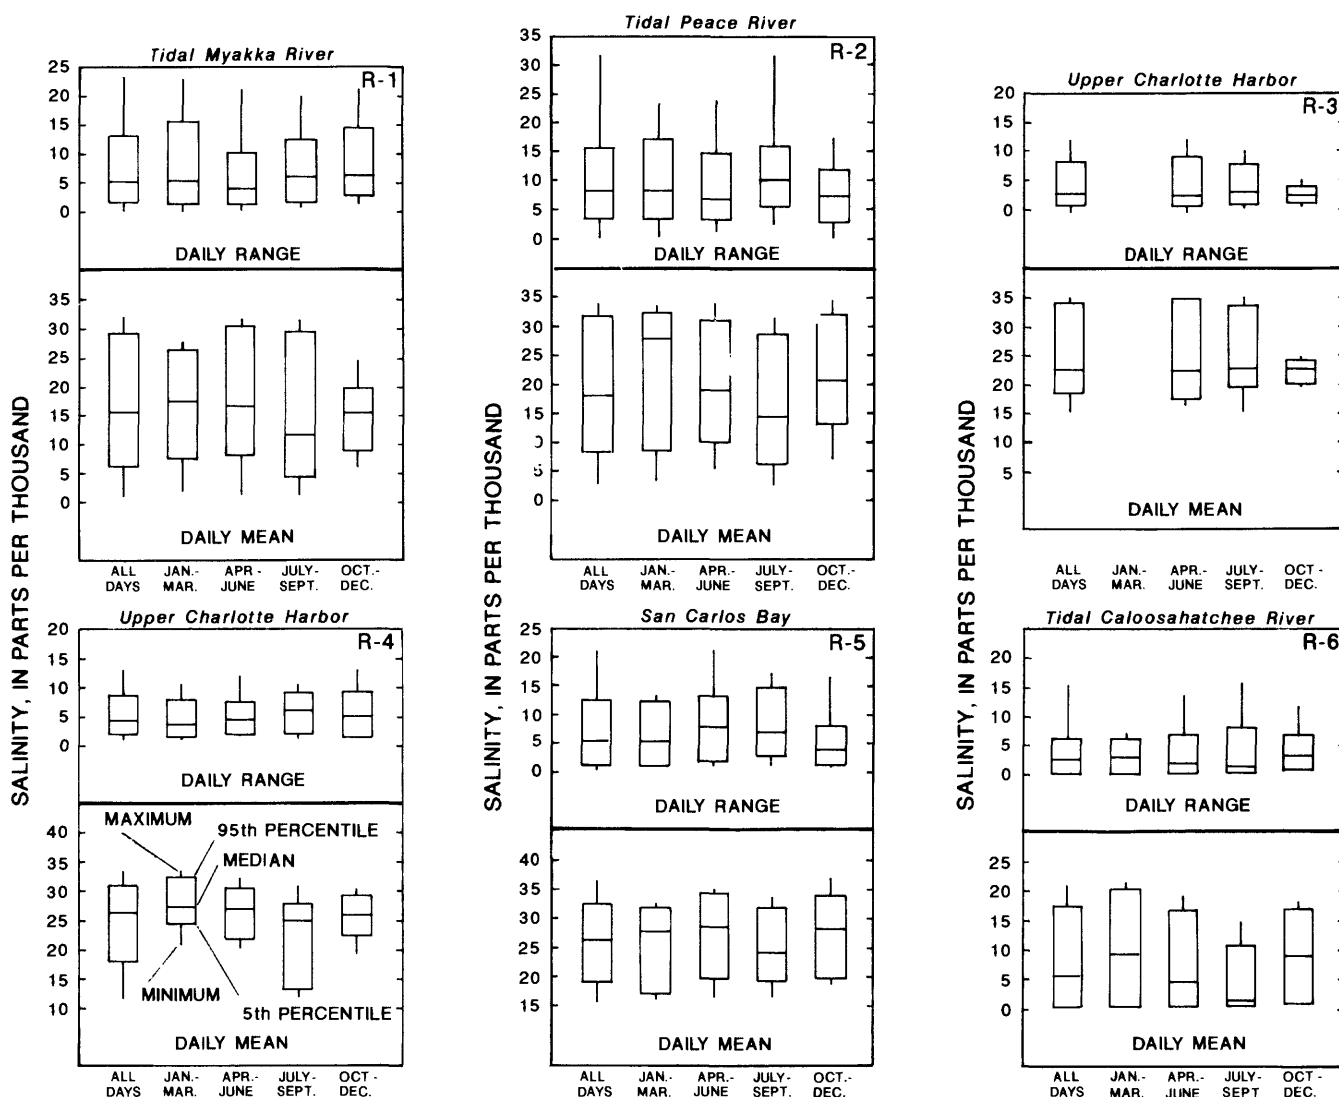 Tidal Myakka River
R-1
25
20
15
10
5
0
DAILY RANGE
35
30
25
20
15
10
5
0
DAILY MEAN
ALL DAYS
JAN.- MAR.
APR.- JUNE
JULY- SEPT.
OCT.- DEC.
Tidal Peace River
R-2
35
30
25
20
15
10
5
0
DAILY RANGE
35
30
25
20
15
10
5
0
DAILY MEAN
ALL DAYS
JAN.- MAR.
APR.- JUNE
JULY- SEPT.
OCT.- DEC.
Upper Charlotte Harbor
R-3
20
15
10
5
0
DAILY RANGE
35
30
25
20
15
10
5
DAILY MEAN
ALL DAYS
JAN.- MAR.
APR.- JUNE
JULY- SEPT.
OCT - DEC.
SALINITY, IN PARTS PER THOUSAND
SALINITY, IN PARTS PER THOUSAND
SALINITY, IN PARTS PER THOUSAND
Upper Charlotte Harbor
R-4
20
15
10
5
0
DAILY RANGE
40
35
30
25
20
15
10
MAXIMUM
95th PERCENTILE
MEDIAN
MINIMUM
5th PERCENTILE
DAILY MEAN
ALL DAYS
JAN.- MAR.
APR.- JUNE
JULY- SEPT.
OCT - DEC.
San Carlos Bay
R-5
25
20
15
10
5
0
DAILY RANGE
40
35
30
25
20
15
DAILY MEAN
ALL DAYS
JAN.- MAR.
APR.- JUNE
JULY- SEPT.
OCT.- DEC.
Tidal Caloosahatchee River
R-6
20
15
10
5
0
DAILY RANGE
25
20
15
10
5
0
DAILY MEAN
ALL DAYS
JAN.- MAR.
APR.- JUNE
JULY- SEPT
OCT.- DEC.